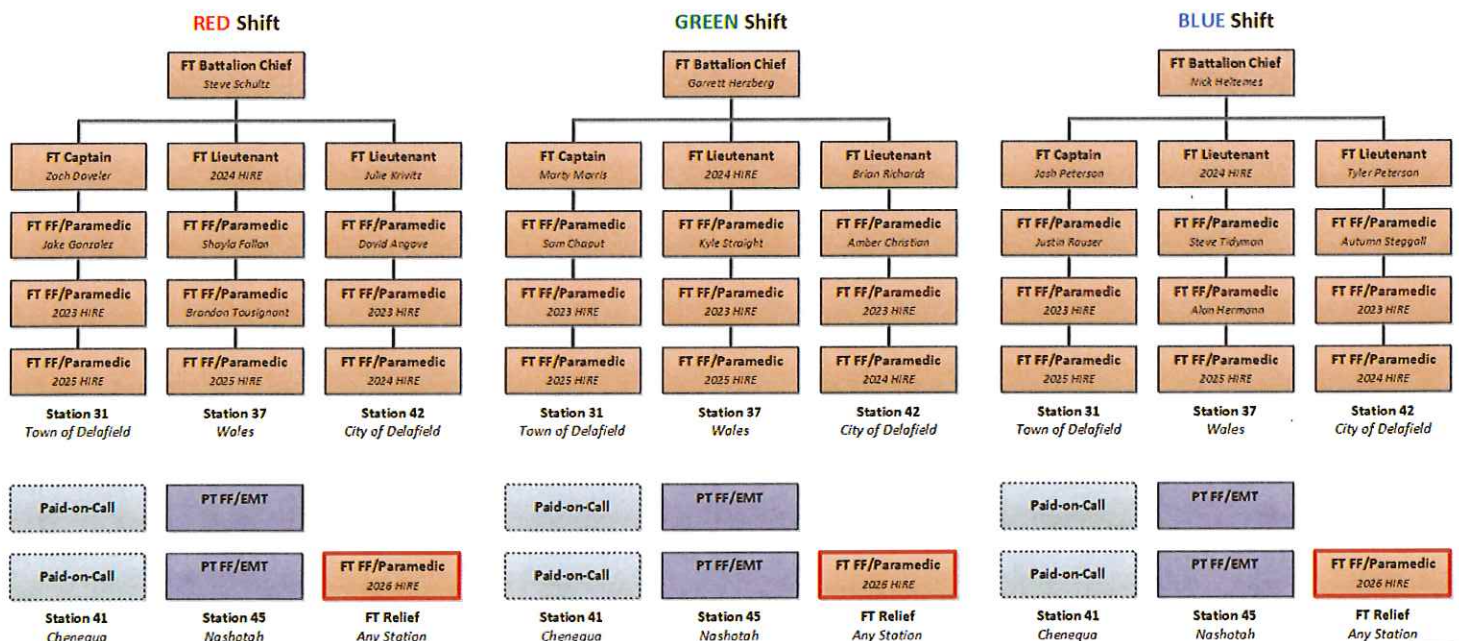 RED Shift
FT Battalion Chief
Steve Schultz
FT Captain
Zach Daveler
FT Lieutenant
2024 HIRE
FT Lieutenant
Julie Krivitz
FT FF/Paramedic
Jake Gonzalez
FT FF/Paramedic
Shayla Fallon
FT FF/Paramedic
David Angove
FT FF/Paramedic
2023 HIRE
FT FF/Paramedic
Brandon Tousignant
FT FF/Paramedic
2023 HIRE
FT FF/Paramedic
2025 HIRE
FT FF/Paramedic
2025 HIRE
FT FF/Paramedic
2024 HIRE
Station 31
Town of Delafield
Station 37
Wales
Station 42
City of Delafield
Paid-on-Call
PT FF/EMT
Paid-on-Call
PT FF/EMT
FT FF/Paramedic
2026 HIRE
Station 41
Chenequa
Station 45
Nashotah
FT Relief
Any Station
GREEN Shift
FT Battalion Chief
Garrett Herzberg
FT Captain
Marty Morris
FT Lieutenant
2024 HIRE
FT Lieutenant
Brian Richards
FT FF/Paramedic
Sam Chaput
FT FF/Paramedic
Kyle Straight
FT FF/Paramedic
Amber Christian
FT FF/Paramedic
2023 HIRE
FT FF/Paramedic
2023 HIRE
FT FF/Paramedic
2023 HIRE
FT FF/Paramedic
2025 HIRE
FT FF/Paramedic
2025 HIRE
FT FF/Paramedic
2024 HIRE
Station 31
Town of Delafield
Station 37
Wales
Station 42
City of Delafield
Paid-on-Call
PT FF/EMT
Paid-on-Call
PT FF/EMT
FT FF/Paramedic
2026 HIRE
Station 41
Chenequa
Station 45
Nashotah
FT Relief
Any Station
BLUE Shift
FT Battalion Chief
Nick Heltemes
FT Captain
Josh Peterson
FT Lieutenant
2024 HIRE
FT Lieutenant
Tyler Peterson
FT FF/Paramedic
Justin Rauser
FT FF/Paramedic
Steve Tidyman
FT FF/Paramedic
Autumn Steggall
FT FF/Paramedic
2023 HIRE
FT FF/Paramedic
Alan Hermann
FT FF/Paramedic
2023 HIRE
FT FF/Paramedic
2025 HIRE
FT FF/Paramedic
2025 HIRE
FT FF/Paramedic
2024 HIRE
Station 31
Town of Delafield
Station 37
Wales
Station 42
City of Delafield
Paid-on-Call
PT FF/EMT
Paid-on-Call
PT FF/EMT
FT FF/Paramedic
2026 HIRE
Station 41
Chenequa
Station 45
Nashotah
FT Relief
Any Station